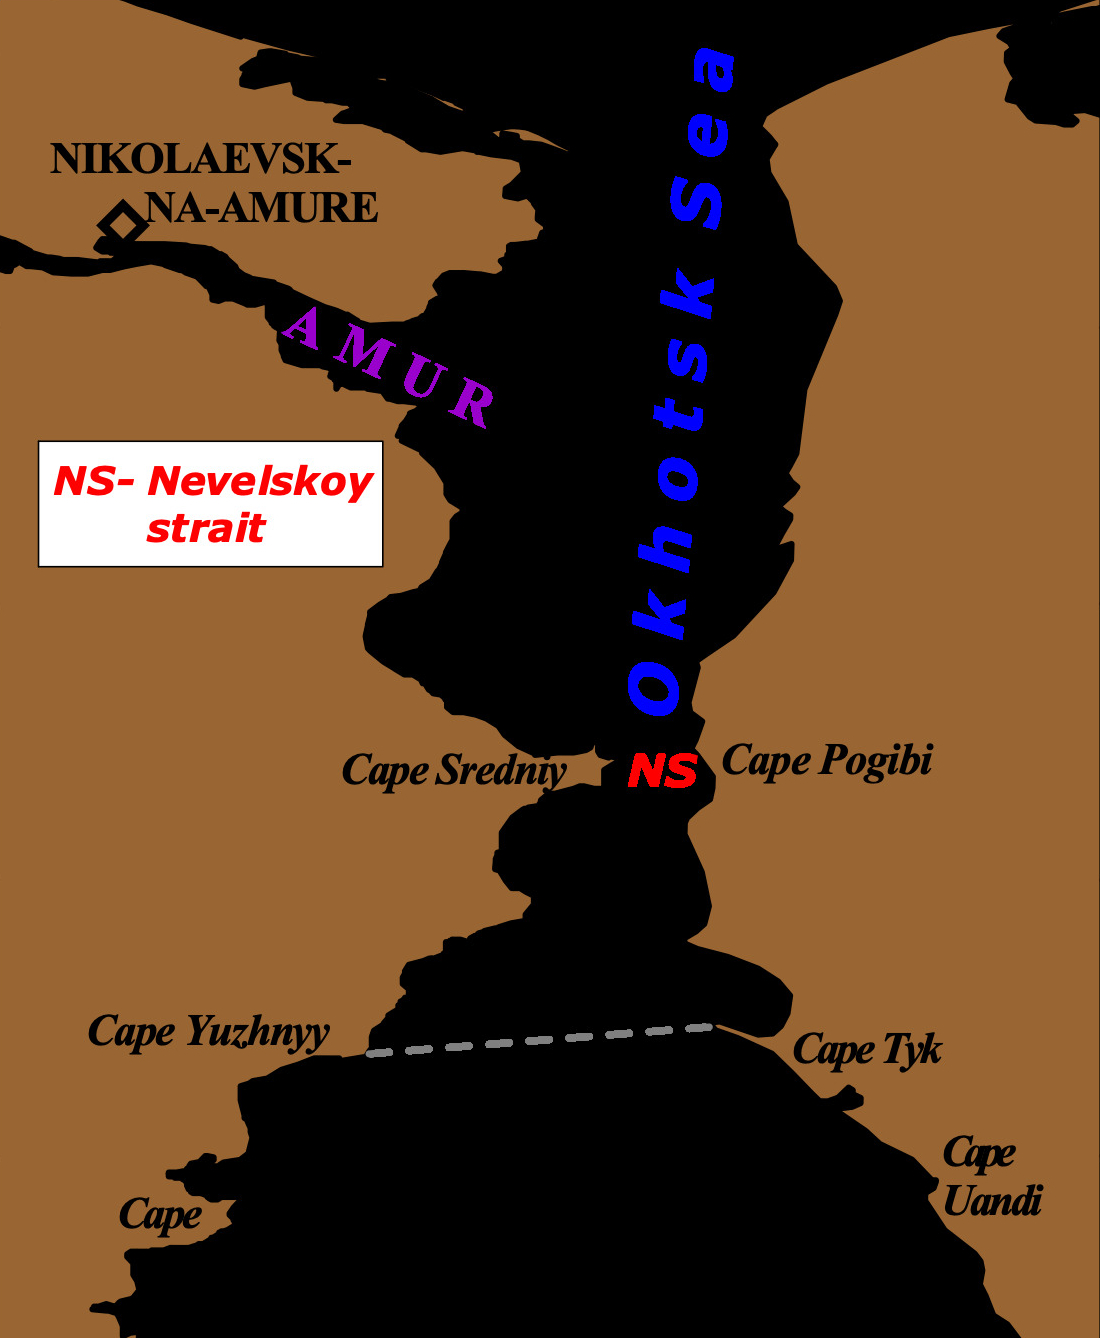 NIKOLAEVSK-
NA-AMURE
AMUR
Okhotsk Sea
NS- Nevelskoy
strait
Cape Sredniy
NS
Cape Pogibi
Cape Yuzhnyy
Cape Tyk
Cape
Uandi
Cape